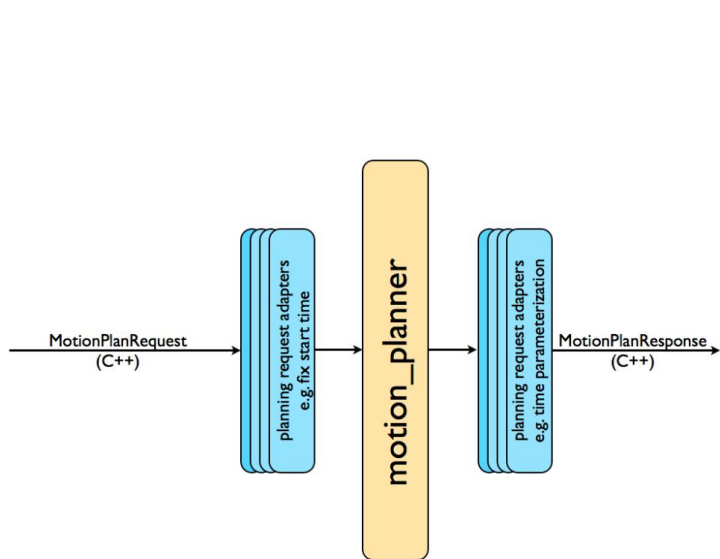 MotionPlanRequest
(C++)
planning request adapters
e.g. fix start time
motion_planner
planning request adapters
e.g. time parameterization
MotionPlanResponse
(C++)